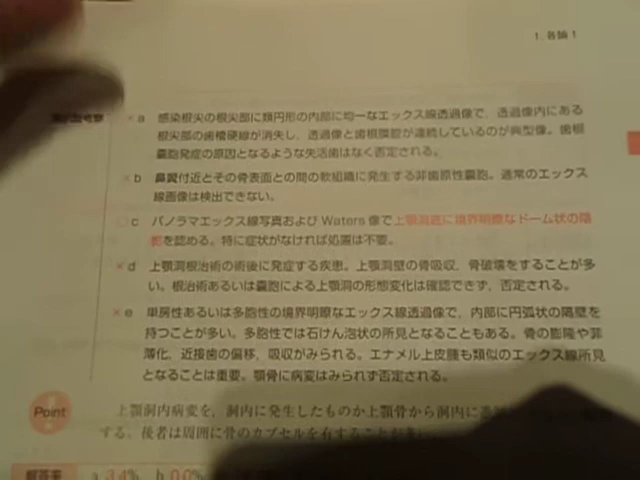 各論 1
a 感染根尖の根尖部に類円形の内部に均一なエックス線透過像で、透過像内にある
根尖部の歯槽硬線が消失し、透過像と歯根膜腔が連続しているのが典型像。歯根
嚢胞発症の原因となるような失活歯はなく否定される。
b 鼻翼付近とその骨表面との間の軟組織に発生する非歯原性嚢胞。通常のエックス
線画像は検出できない。
c パノラマエックス線写真および Waters 像で上顎洞底に境界明瞭なドーム状の陰
影を認める。特に症状がなければ処置は不要。
× d 上顎洞根治術の術後に発症する疾患。上顎洞壁の骨吸収、骨破壊をすることが多
い。根治術あるいは嚢胞による上顎洞の形態変化は確認できず、否定される。
× e 単房性あるいは多胞性の境界明瞭なエックス線透過像で、内部に円弧状の隔壁を
持つことが多い。多胞性では石けん泡状の所見となることもある。骨の膨隆や菲
薄化、近接歯の偏移、吸収がみられる。エナメル上皮腫も類似のエックス線所見
となることは重要。顎骨に病変はみられず否定される。
Point 上顎洞内病変を、洞内に発生したものか上顎骨から洞内に
する。後者は周囲に骨のカプセルを有することが
a 3.4% b 0.0%